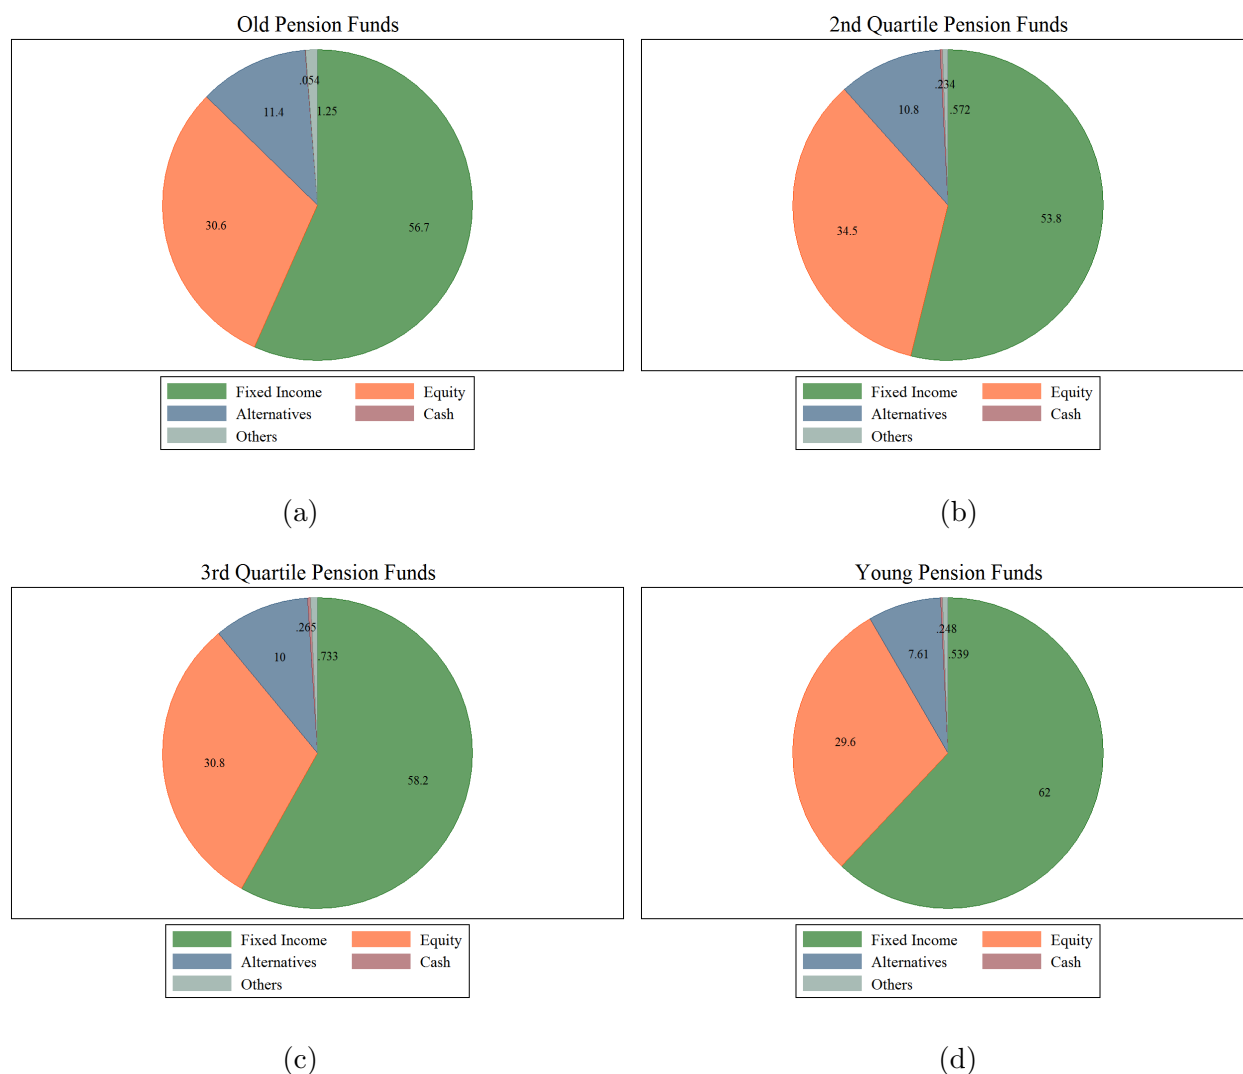 Old Pension Funds
.054
11.4
1.25
30.6
56.7
Fixed Income Equity
Alternatives Cash
Others
(a)
2nd Quartile Pension Funds
.234
10.8
.572
34.5
53.8
Fixed Income Equity
Alternatives Cash
Others
(b)
3rd Quartile Pension Funds
.265
10
.733
30.8
58.2
Fixed Income Equity
Alternatives Cash
Others
(c)
Young Pension Funds
.248
7.61
.539
29.6
62
Fixed Income Equity
Alternatives Cash
Others
(d)